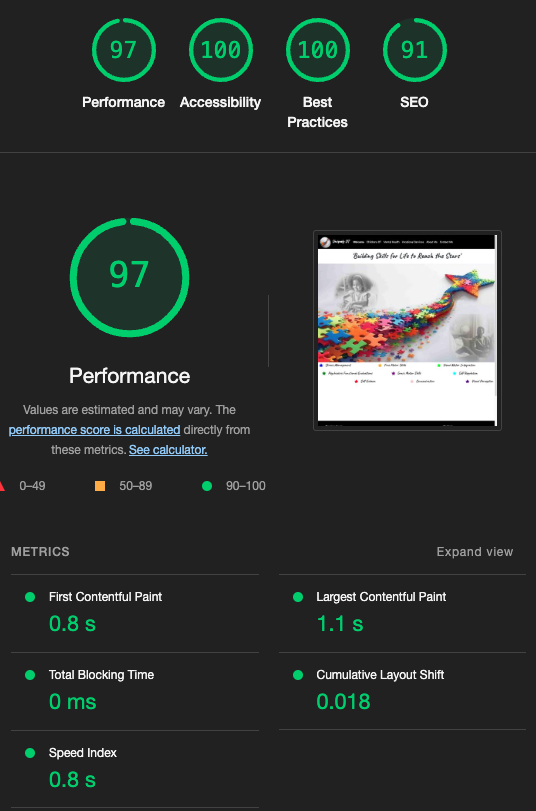 97
100
100
91
Performance
Accessibility
Best
Practices
SEO
97
Performance
Values are estimated and may vary. The
performance score is calculated directly from
these metrics. See calculator.
0–49
50–89
90–100
'Building Skills for Life to Reach the Stars'
METRICS
Expand view
First Contentful Paint
0.8 s
Largest Contentful Paint
1.1 s
Total Blocking Time
0 ms
Cumulative Layout Shift
0.018
Speed Index
0.8 s